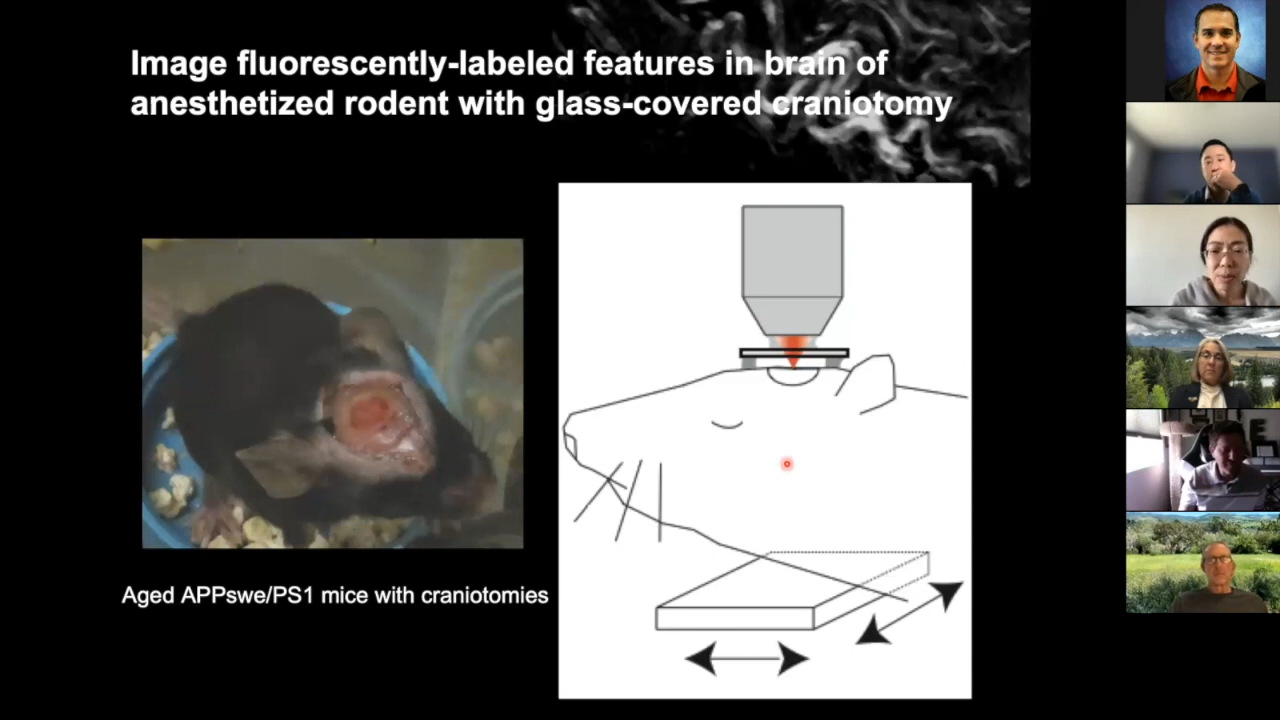 Image fluorescently-labeled features in brain of
anesthetized rodent with glass-covered craniotomy
Aged APPswe/PS1 mice with craniotomies